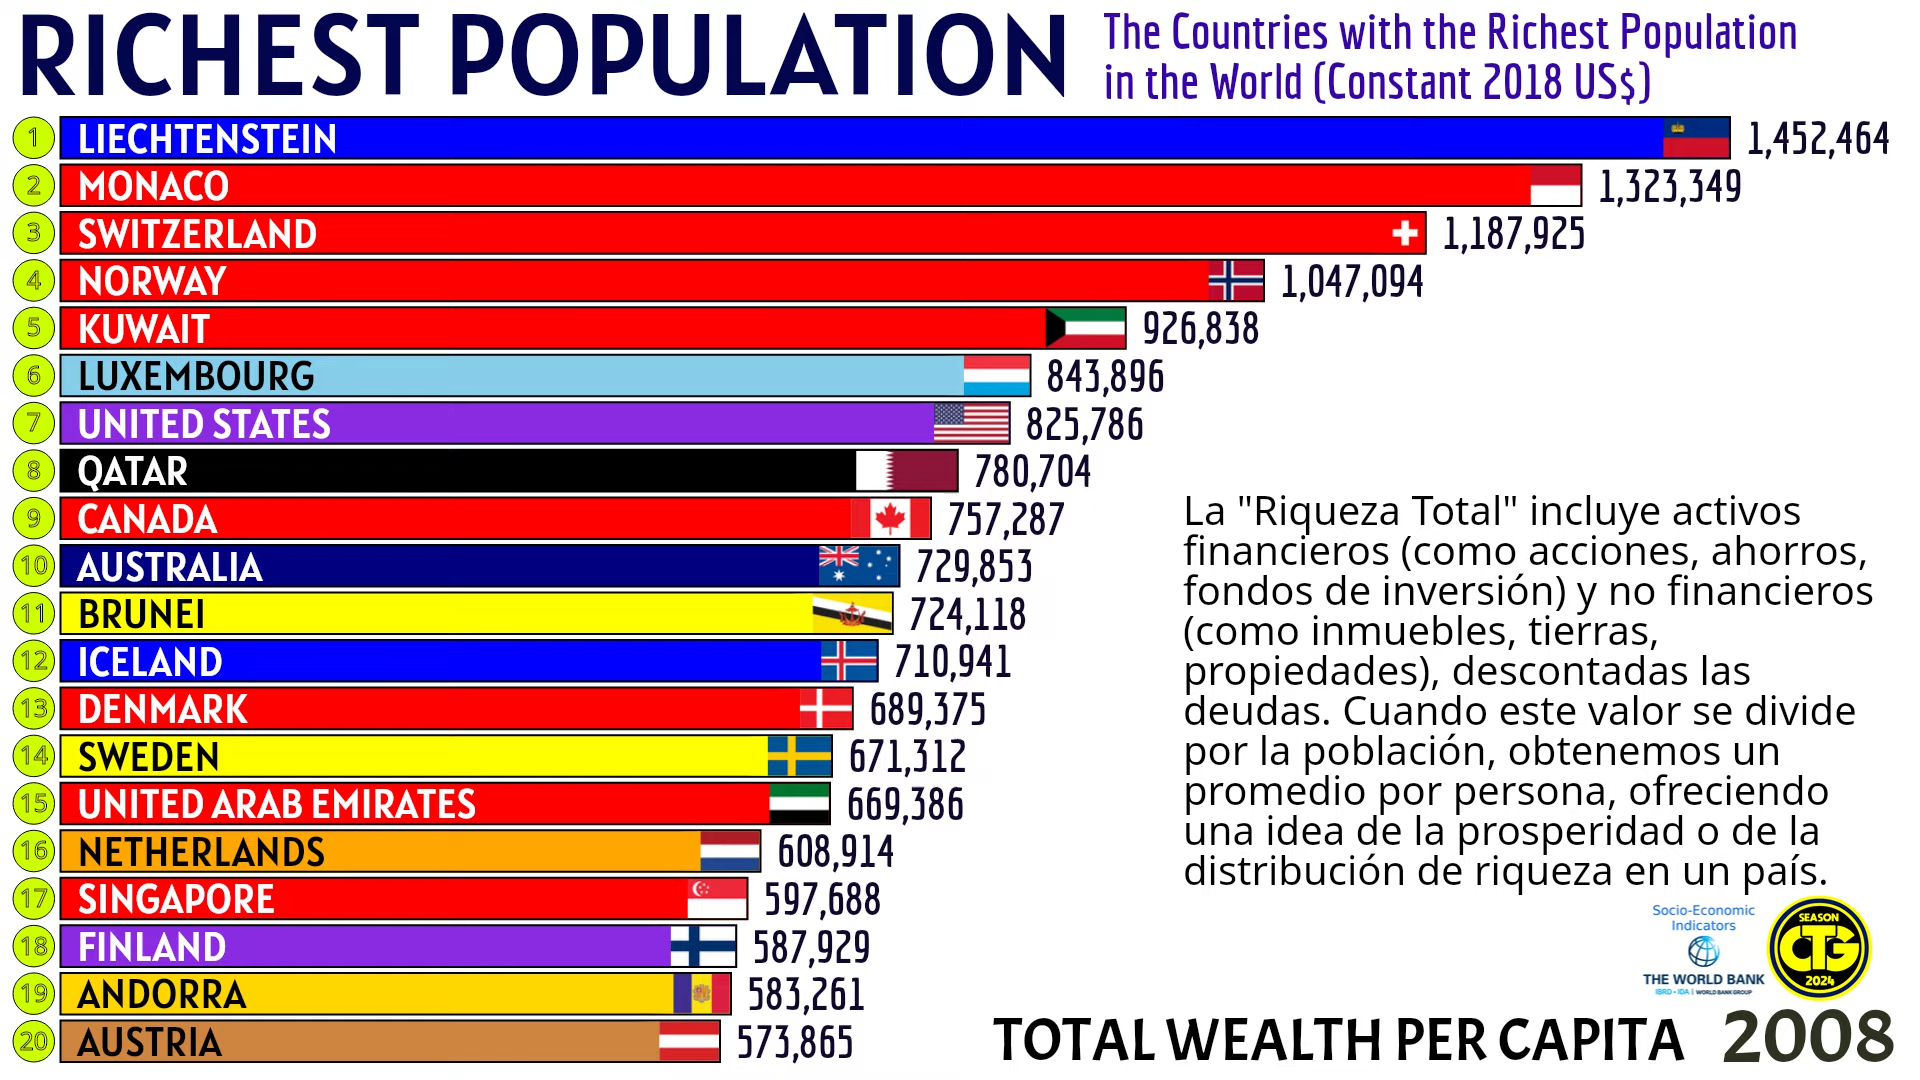 RICHEST POPULATION
The Countries with the Richest Population
in the World (Constant 2018 US$)
1 LIECHTENSTEIN 1,452,464
2 MONACO 1,323,349
3 SWITZERLAND 1,187,925
4 NORWAY 1,047,094
5 KUWAIT 926,838
6 LUXEMBOURG 843,896
7 UNITED STATES 825,786
8 QATAR 780,704
9 CANADA 757,287
10 AUSTRALIA 729,853
11 BRUNEI 724,118
12 ICELAND 710,941
13 DENMARK 689,375
14 SWEDEN 671,312
15 UNITED ARAB EMIRATES 669,386
16 NETHERLANDS 608,914
17 SINGAPORE 597,688
18 FINLAND 587,929
19 ANDORRA 583,261
20 AUSTRIA 573,865
La "Riqueza Total" incluye activos
financieros (como acciones, ahorros,
fondos de inversión) y no financieros
(como inmuebles, tierras,
propiedades), descontadas las
deudas. Cuando este valor se divide
por la población, obtenemos un
promedio por persona, ofreciendo
una idea de la prosperidad o de la
distribución de riqueza en un país.
Socio-Economic
Indicators
THE WORLD BANK
IBRD • IDA | WORLD BANK GROUP
SEASON
CTG
2024
TOTAL WEALTH PER CAPITA 2008